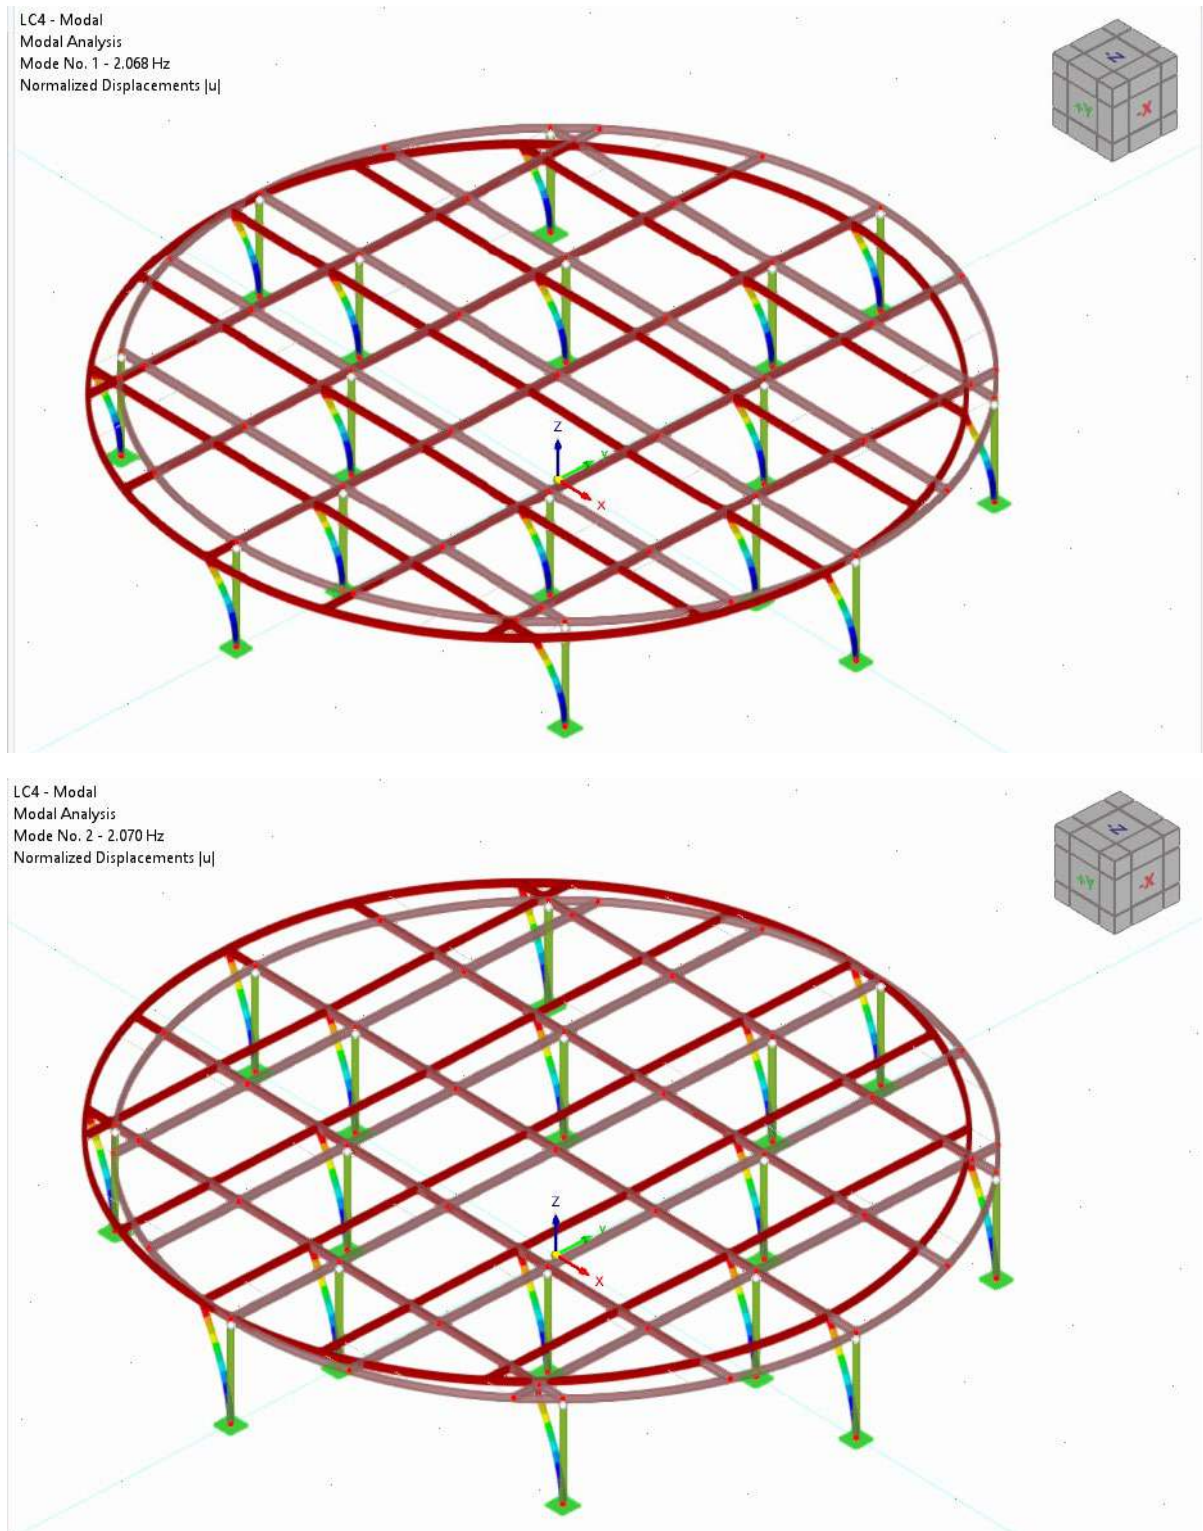 LC4 - Modal
Modal Analysis
Mode No. 1 - 2.068 Hz
Normalized Displacements |u|
-Z
+Y
-X
Z
Y
X
LC4 - Modal
Modal Analysis
Mode No. 2 - 2.070 Hz
Normalized Displacements |u|
-Z
+Y
-X
Z
Y
X